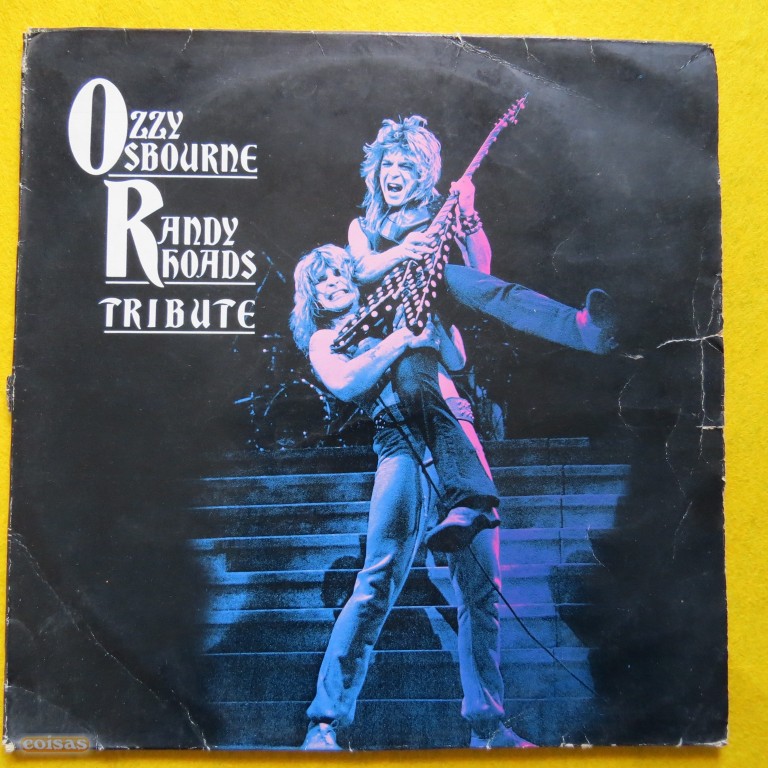 OZZY
OSBOURNE
RANDY
RHOADS
TRIBUTE
coisas